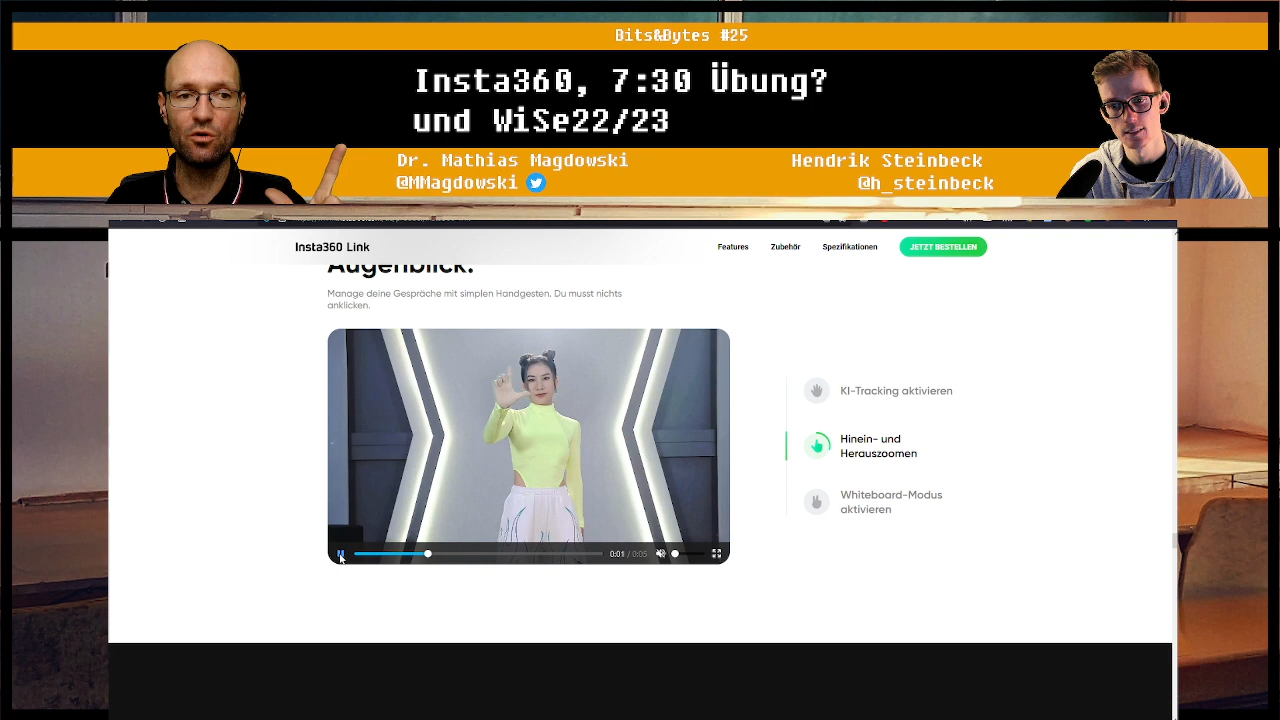 Bits&Bytes #25
Insta360, 7:30 Übung?
und WiSe22/23
Dr. Mathias Magdowski
@MMagdowski
Hendrik Steinbeck
@h_steinbeck
Insta360 Link
Features
Zubehör
Spezifikationen
JETZT BESTELLEN
Augenblick.
Manage deine Gespräche mit simplen Handgesten. Du musst nichts
anklicken.
KI-Tracking aktivieren
Hinein- und
Herauszoomen
Whiteboard-Modus
aktivieren
0:01 / 0:05